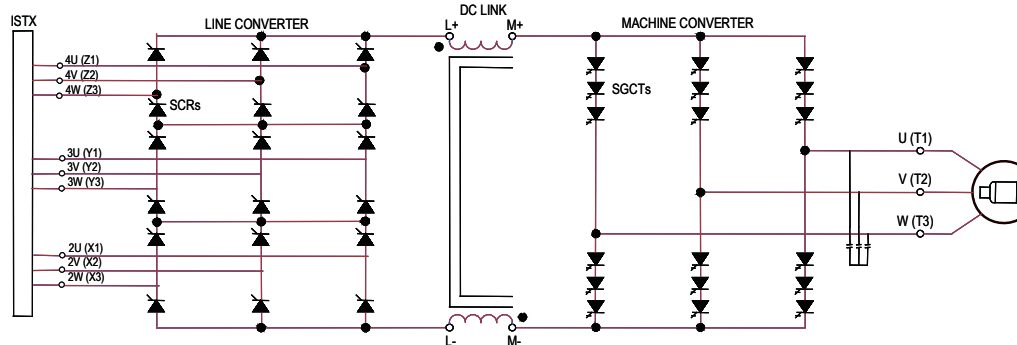 ISTX
LINE CONVERTER
DC LINK
L+
M+
MACHINE CONVERTER
4U (Z1)
4V (Z2)
4W (Z3)
SCRs
SGCTs
3U (Y1)
3V (Y2)
3W (Y3)
U (T1)
V (T2)
W (T3)
2U (X1)
2V (X2)
2W (X3)
L-
M-